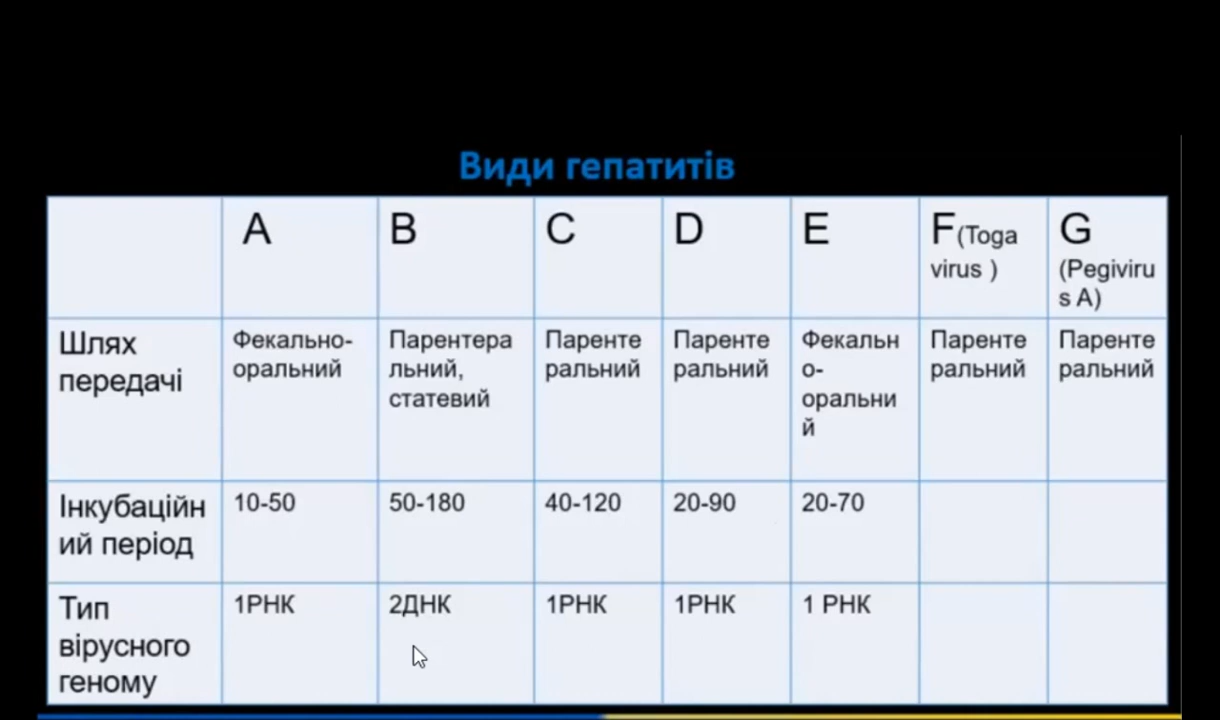 Види гепатитів
A
B
C
D
E
F(Toga
virus )
G
(Pegiviru
s A)
Шлях
передачі
Фекально-
оральний
Парентера
льний,
статевий
Паренте
ральний
Паренте
ральний
Фекальн
о-
оральни
й
Паренте
ральний
Паренте
ральний
Інкубаційн
ий період
10-50
50-180
40-120
20-90
20-70
Тип
вірусного
геному
1РНК
2ДНК
1РНК
1РНК
1 РНК